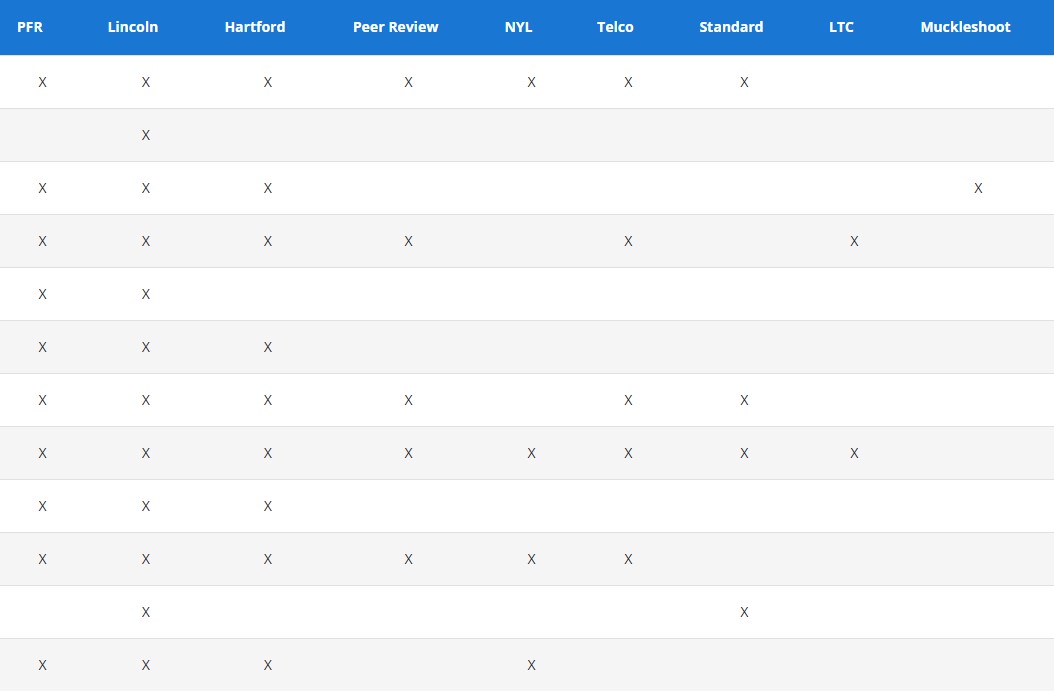 PFR Lincoln Hartford Peer Review NYL Telco Standard LTC Muckleshoot
X X X X X X X
X
X X X X
X X X X X X
X X
X X X
X X X X X X
X X X X X X X X
X X X
X X X X X X
X X
X X X X